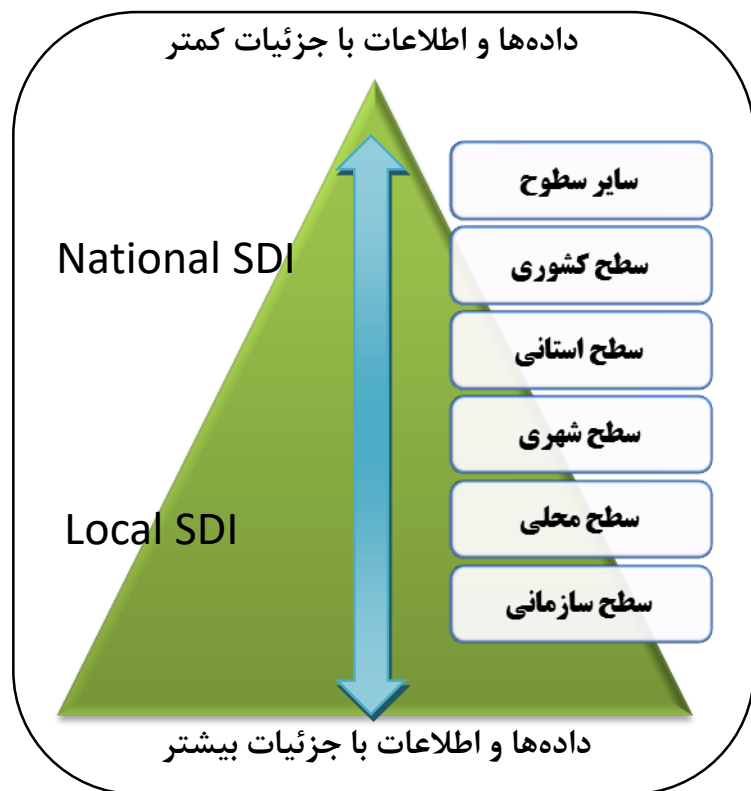 داده‌ها و اطلاعات با جزئیات کمتر
سایر سطوح
National SDI
سطح کشوری
سطح استانی
سطح شهری
Local SDI
سطح محلی
سطح سازمانی
داده‌ها و اطلاعات با جزئیات بیشتر